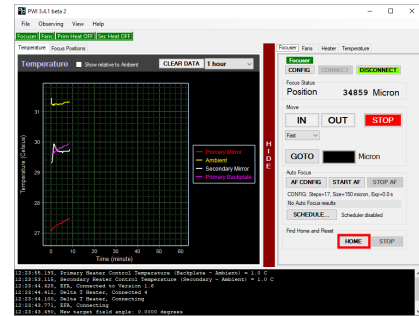 PWI 3.4.1 beta 2
File Observing View Help
Focuser Fans Prim Heat OFF Sec Heat OFF
Temperature Focus Positions
Temperature Show relative to Ambient CLEAR DATA 1 hour
Temperature (Celsius)
31
30
29
28
27
0 10 20 30 40 50 60
Time (minute)
Primary Mirror
Ambient
Secondary Mirror
Primary Backplate
HIDE
Focuser Fans Heater Temperature
Focuser
CONFIG CONNECT DISCONNECT
Focus Status
Position 34859 Micron
Move
IN OUT STOP
Fast
GOTO Micron
Auto Focus
AF CONFIG START AF STOP AF
CONFIG: Steps=17, Size=150 micron, Exp=0.0 s
No Auto Focus results
SCHEDULE... Scheduler disabled
Find Home and Reset
HOME STOP
12:23:55.193, Primary Heater Control Temperature (Backplate - Ambient) = 1.0 C
12:23:53.115, Secondary Heater Control Temperature (Secondary - Ambient) = 1.0 C
12:23:44.428, EFA, Connected to Version 1.6
12:23:44.412, Delta T Heater, Connected 4
12:23:44.100, Delta T Heater, Connecting
12:23:43.771, EFA, Connecting
12:23:43.490, New target field angle: 0.0000 degrees